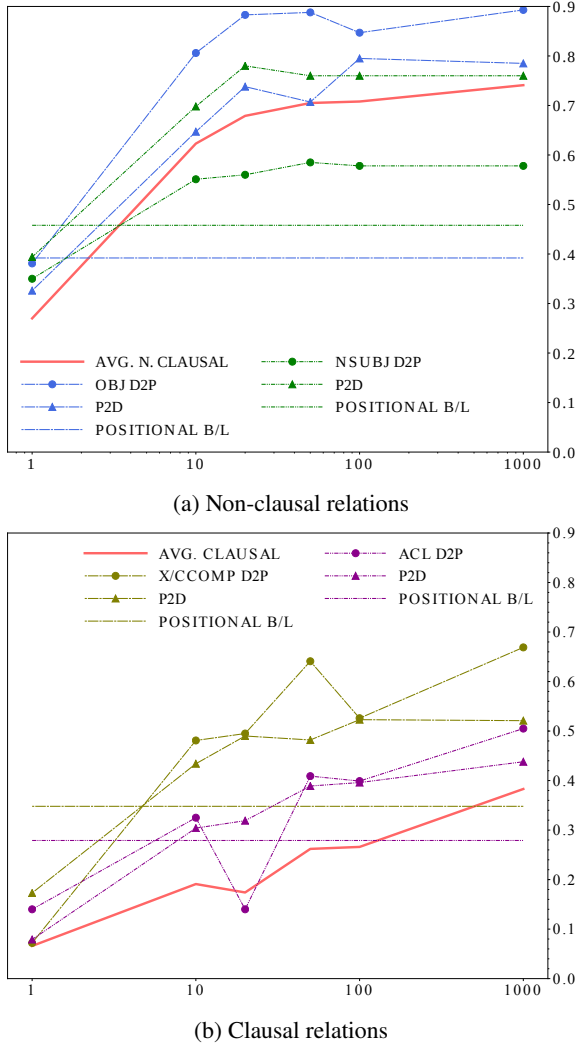 0.9
0.8
0.7
0.6
0.5
0.4
0.3
0.2
0.1
0.0
AVG. N. CLAUSAL
OBJ D2P
P2D
POSITIONAL B/L
NSUBJ D2P
P2D
POSITIONAL B/L
1 10 100 1000
(a) Non-clausal relations
0.9
0.8
0.7
0.6
0.5
0.4
0.3
0.2
0.1
0.0
AVG. CLAUSAL
X/CCOMP D2P
P2D
POSITIONAL B/L
ACL D2P
P2D
POSITIONAL B/L
1 10 100 1000
(b) Clausal relations